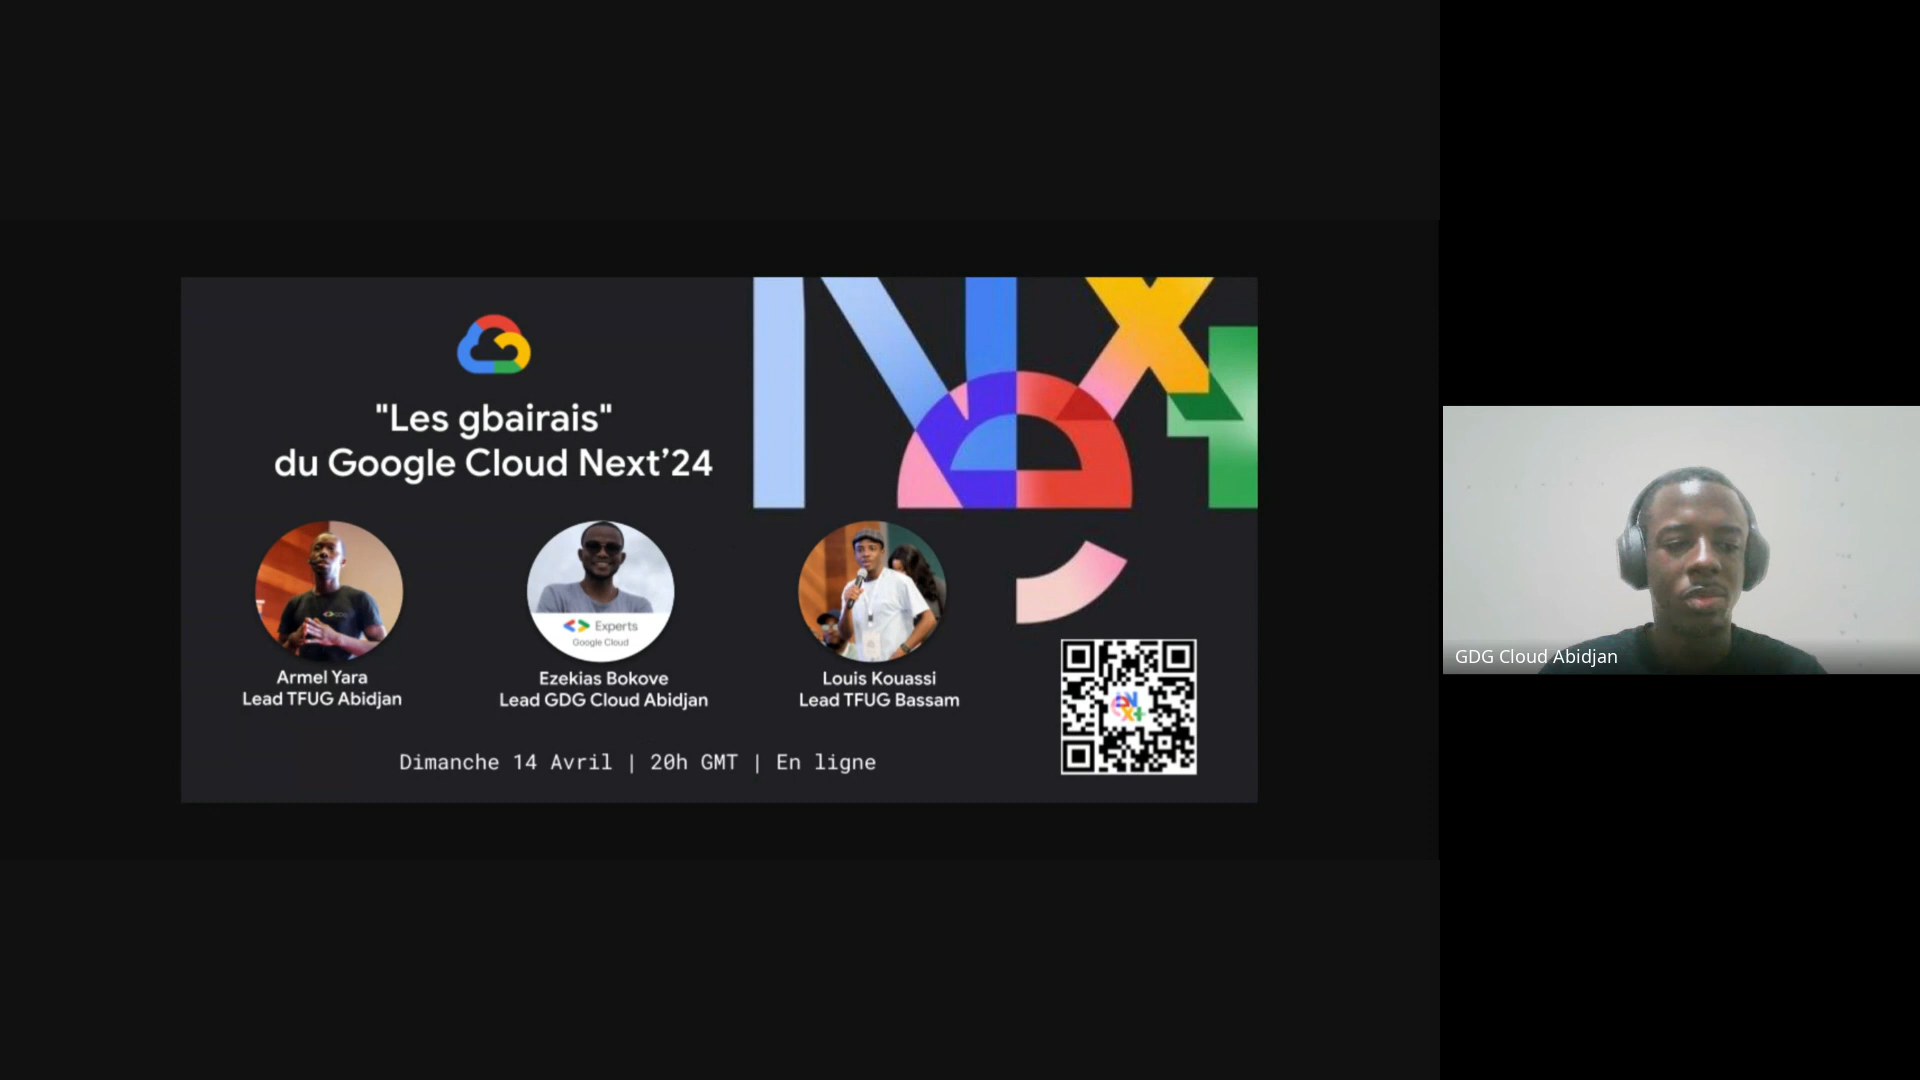 Next
"Les gbairais"
du Google Cloud Next’24
Experts
Google Cloud
Armel Yara
Lead TFUG Abidjan
Ezekias Bokove
Lead GDG Cloud Abidjan
Louis Kouassi
Lead TFUG Bassam
Dimanche 14 Avril | 20h GMT | En ligne
GDG Cloud Abidjan